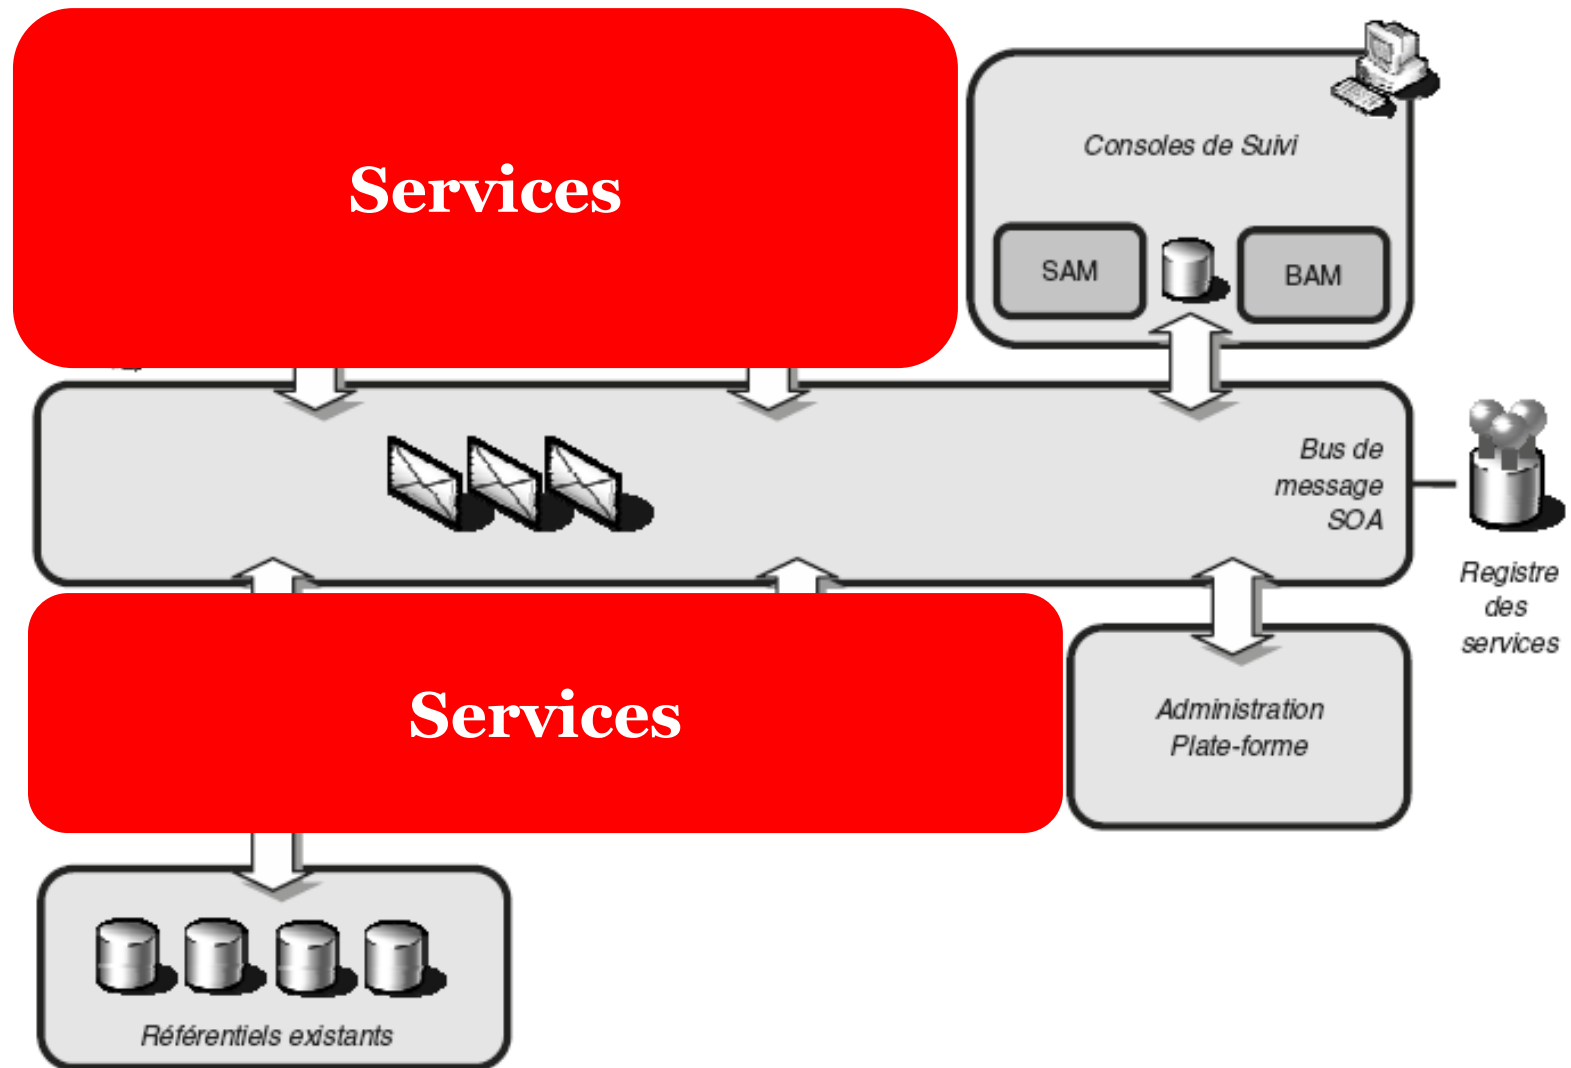 Services
Consoles de Suivi
SAM
BAM
Bus de
message
SOA
Registre
des
services
Services
Administration
Plate-forme
Référentiels existants